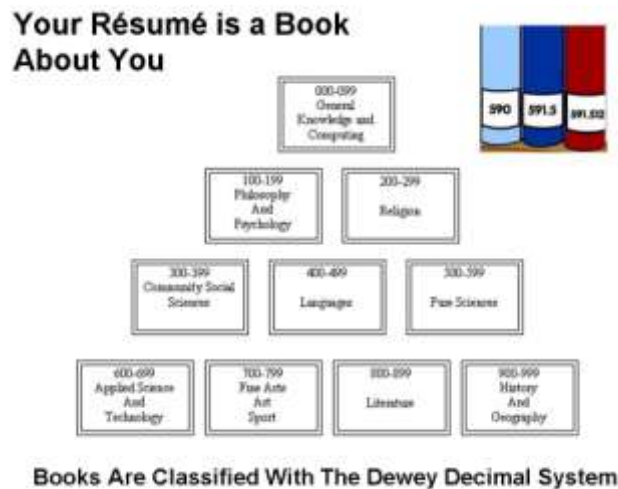 Your Résumé is a Book
About You
590
591.5
591.512
000-099
General
Knowledge and
Computing
100-199
Philosophy
And
Psychology
200-299
Religion
300-399
Community Social
Sciences
400-499
Languages
500-599
Pure Sciences
600-699
Applied Science
And
Technology
700-799
Fine Arts
Art
Sport
800-899
Literature
900-999
History
And
Geography
Books Are Classified With The Dewey Decimal System